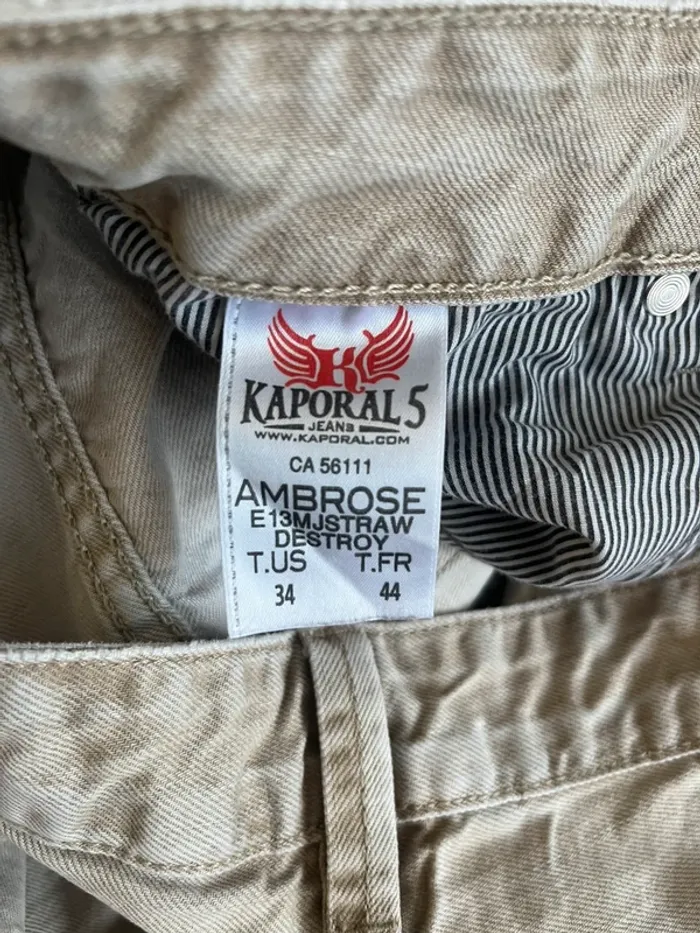 K
KAPORAL 5
JEANS
WWW.KAPORAL.COM
CA 56111
AMBROSE
E13MJSTRAW
DESTROY
T.US T.FR
34 44